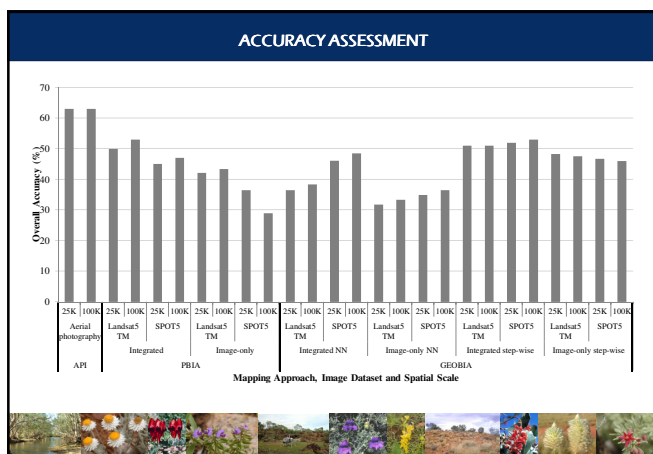 ACCURACY ASSESSMENT
Overall Accuracy (%)
70
60
50
40
30
20
10
0
25K 100K 25K 100K 25K 100K 25K 100K 25K 100K 25K 100K 25K 100K 25K 100K 25K 100K 25K 100K 25K 100K 25K 100K 25K 100K
Aerial photography Landsat5 TM SPOT5 Landsat5 TM SPOT5 Landsat5 TM SPOT5 Landsat5 TM SPOT5 Landsat5 TM SPOT5 Landsat5 TM SPOT5
Integrated Image-only Integrated NN Image-only NN Integrated step-wise Image-only step-wise
API PBIA GEOBIA
Mapping Approach, Image Dataset and Spatial Scale